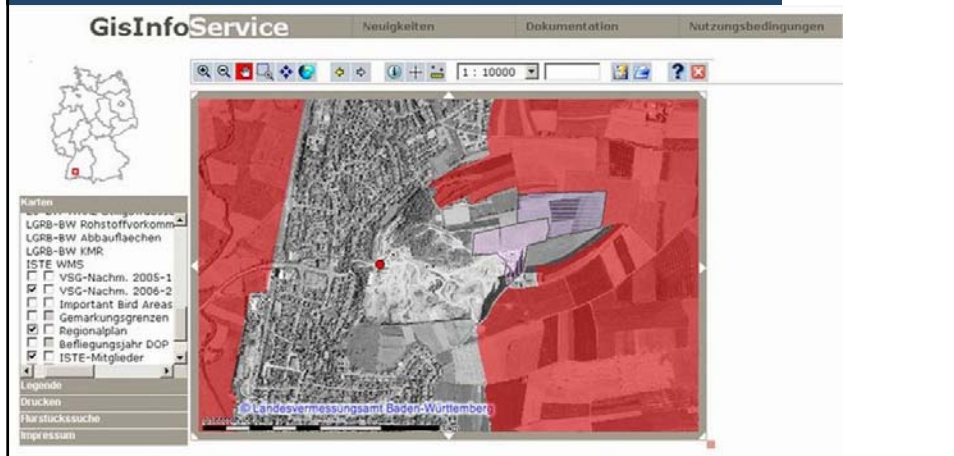 GisInfoService
Neuigkeiten
Dokumentation
Nutzungsbedingungen
1 : 10000
?
Karten
LGRB-BW Rohstoffvorkomm
LGRB-BW Abbauflaechen
LGRB-BW KMR
ISTE WMS
VSG-Nachm. 2005-1
VSG-Nachm. 2006-2
Important Bird Areas
Gemarkungsgrenzen
Regionalplan
Befliegungsjahr DOP
ISTE-Mitglieder
Legende
Drucken
Flurstückssuche
Impressum
© Landesvermessungsamt Baden-Württemberg